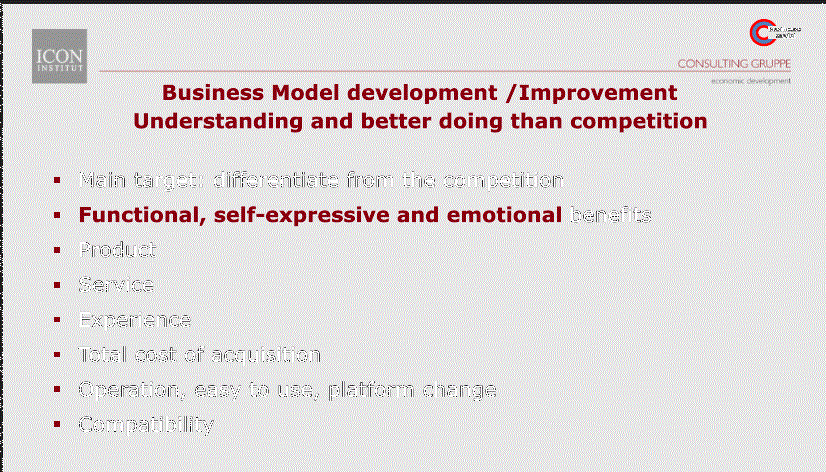 ICON
INSTITUT
CONSULTING GRUPPE
economic development
Business Model development /Improvement
Understanding and better doing than competition
Main target: differentiate from the competition
Functional, self-expressive and emotional benefits
Product
Service
Experience
Total cost of acquisition
Operation, easy to use, platform change
Compatibility